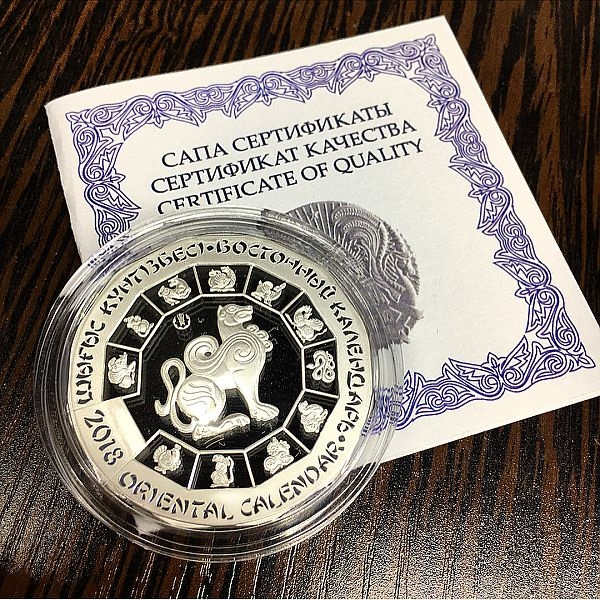 САПА СЕРТИФИКАТЫ
СЕРТИФИКАТ КАЧЕСТВА
CERTIFICATE OF QUALITY
ШЫҒЫС КҮНТІЗБЕСІ • ВОСТОЧНЫЙ КАЛЕНДАРЬ •
2018 ORIENTAL CALENDAR